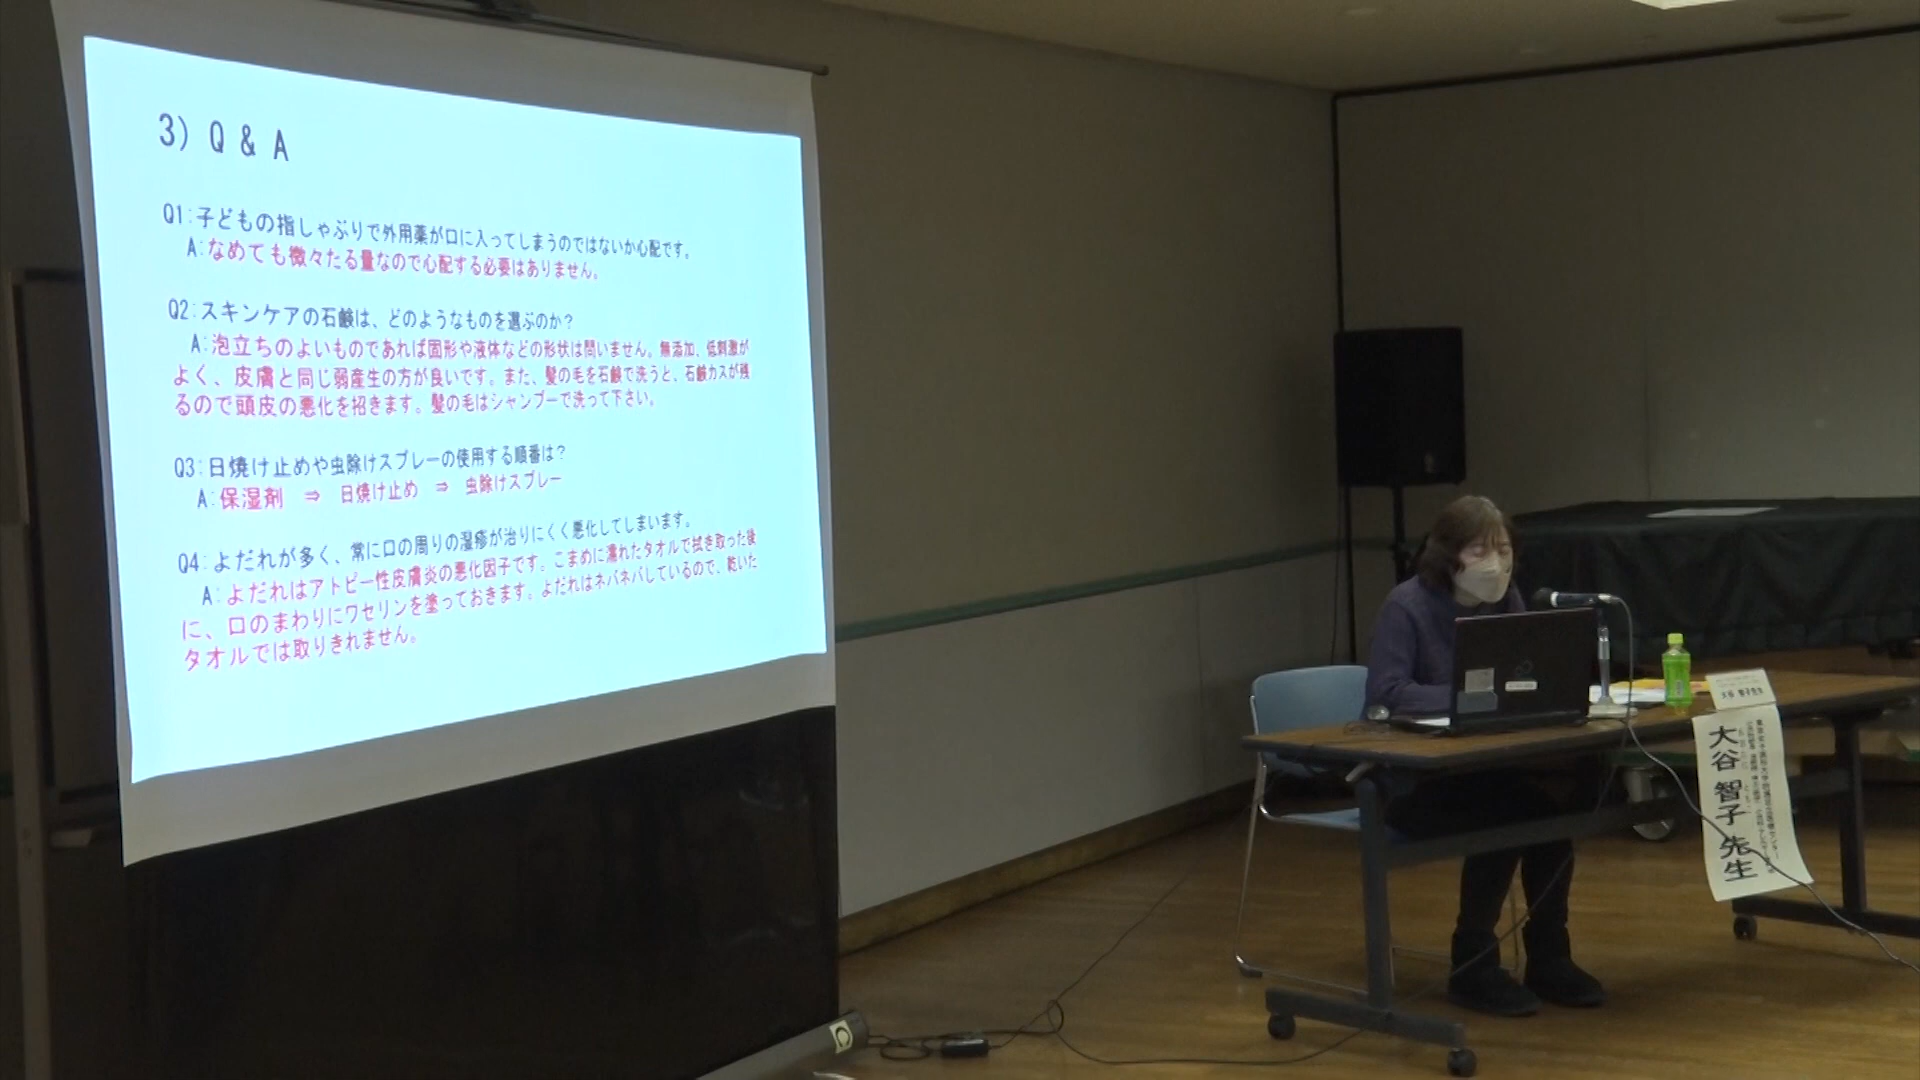 3) Q & A
Q1:子どもの指しゃぶりで外用薬が口に入ってしまうのではないか心配です。
A:なめても微々たる量なので心配する必要はありません。
Q2:スキンケアの石鹸は、どのようなものを選ぶのか?
A:泡立ちのよいものであれば固形や液体などの形状は問いません。無添加、低刺激が
よく、皮膚と同じ弱産生の方が良いです。また、髪の毛を石鹸で洗うと、石鹸カスが残
るので頭皮の悪化を招きます。髪の毛はシャンプーで洗って下さい。
Q3:日焼け止めや虫除けスプレーの使用する順番は?
A:保湿剤 ⇒ 日焼け止め ⇒ 虫除けスプレー
Q4:よだれが多く、常に口の周りの湿疹が治りにくく悪化してしまいます。
A:よだれはアトピー性皮膚炎の悪化因子です。こまめに濡れたタオルで拭き取った後
に、口のまわりにワセリンを塗っておきます。よだれはネバネバしているので、乾いた
タオルでは取りきれません。
大谷 智子先生
大谷 智子 先生